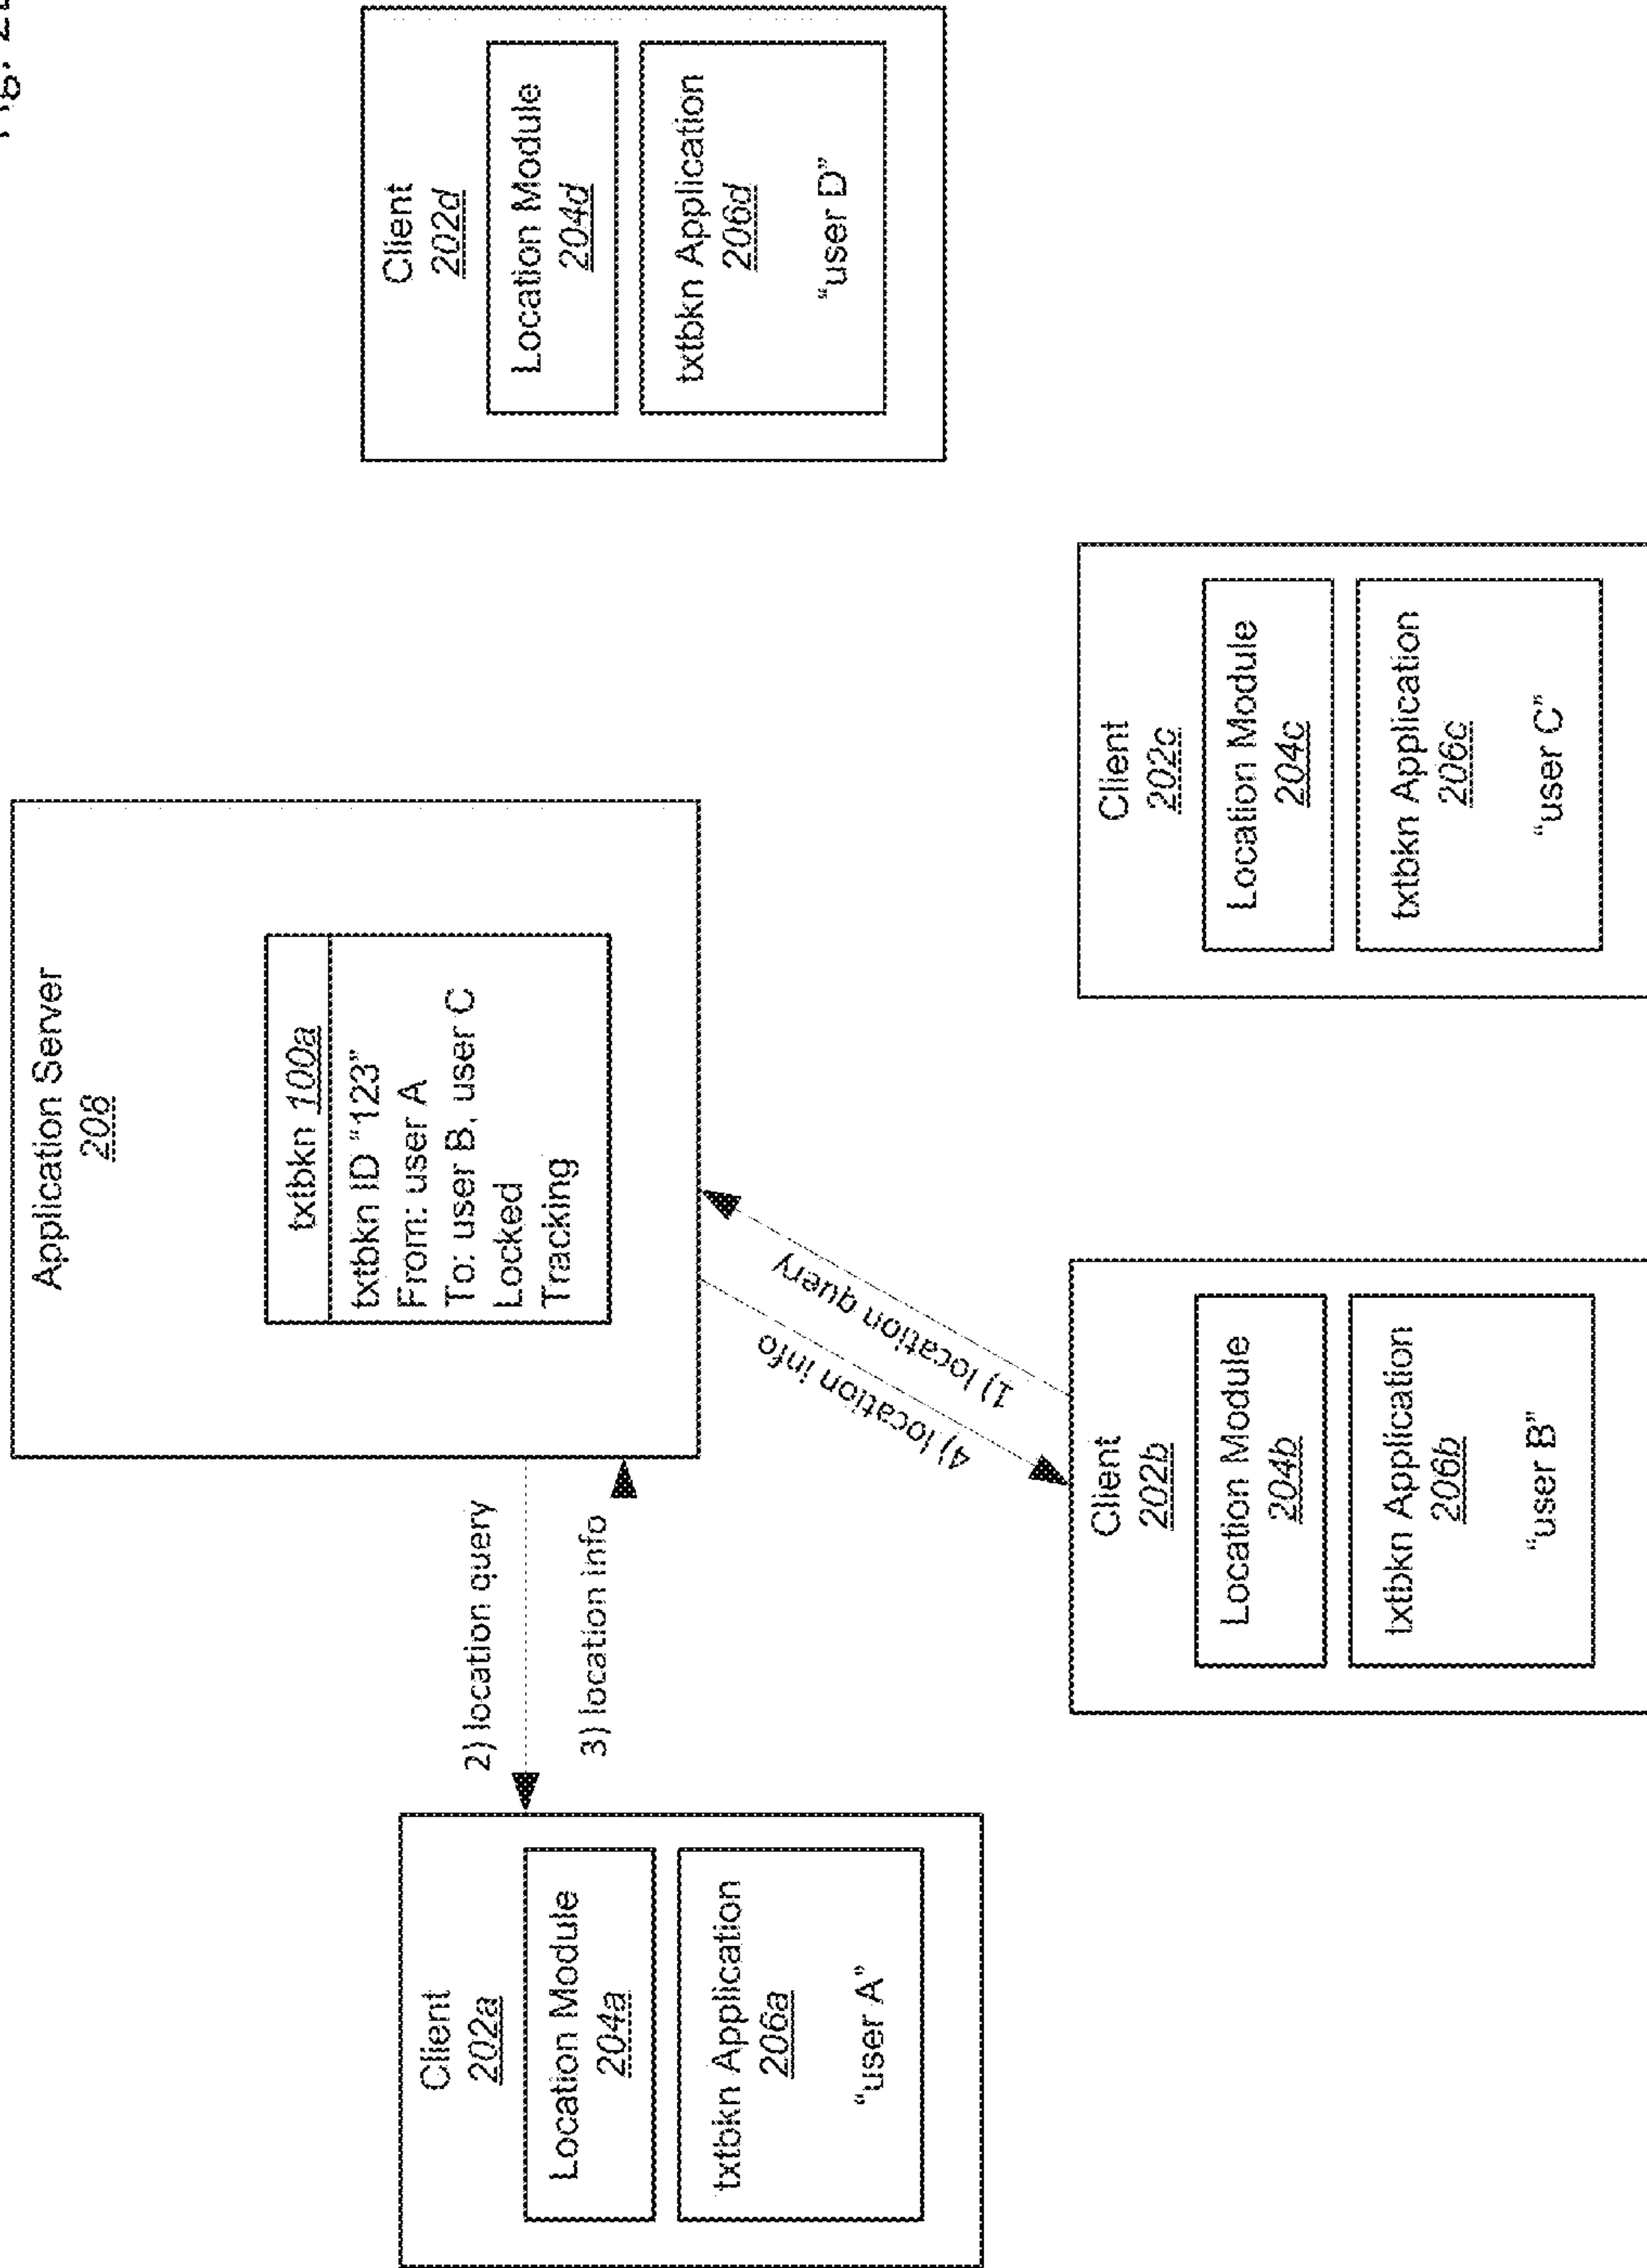 Application Server
208
txtbkn 100a
txtbkn ID "123"
From: user A
To: user B, user C
Locked
Tracking
2) location query
3) location info
1) location query
4) location info
Client
202a
Location Module
204a
txtbkn Application
206a
"user A"
Client
202d
Location Module
204d
txtbkn Application
206d
"user D"
Client
202b
Location Module
204b
txtbkn Application
206b
"user B"
Client
202c
Location Module
204c
txtbkn Application
206c
"user C"